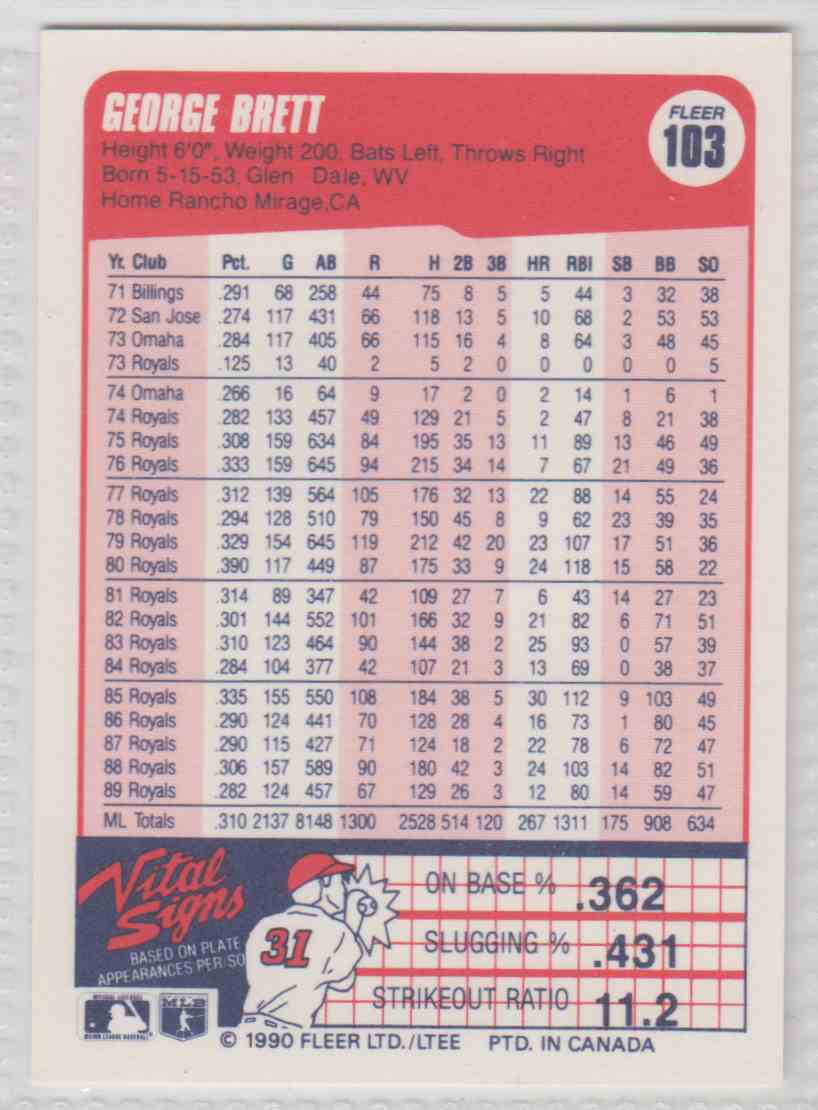 GEORGE BRETT
FLEER
103
Height 6'0", Weight 200, Bats Left, Throws Right
Born 5-15-53, Glen Dale, WV
Home Rancho Mirage,CA
Yr. Club Pct. G AB R H 2B 3B HR RBI SB BB SO
71 Billings .291 68 258 44 75 8 5 5 44 3 32 38
72 San Jose .274 117 431 66 118 13 5 10 68 2 53 53
73 Omaha .284 117 405 66 115 16 4 8 64 3 48 45
73 Royals .125 13 40 2 5 2 0 0 0 0 0 5
74 Omaha .266 16 64 9 17 2 0 2 14 1 6 1
74 Royals .282 133 457 49 129 21 5 2 47 8 21 38
75 Royals .308 159 634 84 195 35 13 11 89 13 46 49
76 Royals .333 159 645 94 215 34 14 7 67 21 49 36
77 Royals .312 139 564 105 176 32 13 22 88 14 55 24
78 Royals .294 128 510 79 150 45 8 9 62 23 39 35
79 Royals .329 154 645 119 212 42 20 23 107 17 51 36
80 Royals .390 117 449 87 175 33 9 24 118 15 58 22
81 Royals .314 89 347 42 109 27 7 6 43 14 27 23
82 Royals .301 144 552 101 166 32 9 21 82 6 71 51
83 Royals .310 123 464 90 144 38 2 25 93 0 57 39
84 Royals .284 104 377 42 107 21 3 13 69 0 38 37
85 Royals .335 155 550 108 184 38 5 30 112 9 103 49
86 Royals .290 124 441 70 128 28 4 16 73 1 80 45
87 Royals .290 115 427 71 124 18 2 22 78 6 72 47
88 Royals .306 157 589 90 180 42 3 24 103 14 82 51
89 Royals .282 124 457 67 129 26 3 12 80 14 59 47
ML Totals .310 2137 8148 1300 2528 514 120 267 1311 175 908 634
Vital
Signs
BASED ON PLATE
APPEARANCES PER SO
31
ON BASE % .362
SLUGGING % .431
STRIKEOUT RATIO 11.2
MAJOR LEAGUE BASEBALL
MLB
© 1990 FLEER LTD./LTEE PTD. IN CANADA